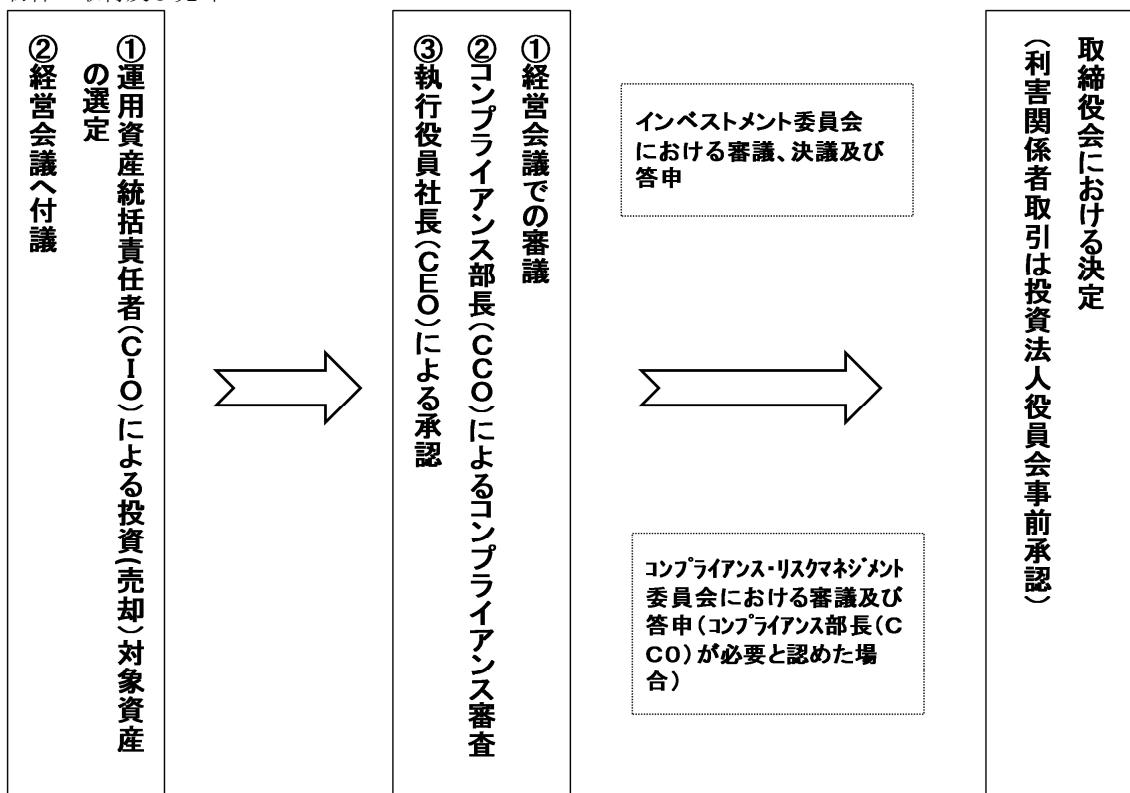 ①運用資産統括責任者(CIO)による投資(売却)対象資産
の選定
②経営会議へ付議
①経営会議での審議
②コンプライアンス部長(CCO)によるコンプライアンス審査
③執行役員社長(CEO)による承認
インベストメント委員会
における審議、決議及び
答申
コンプライアンス・リスクマネジメント
委員会における審議及び
答申(コンプライアンス部長(C
CO)が必要と認めた場
合)
取締役会における決定
(利害関係者取引は投資法人役員会事前承認)